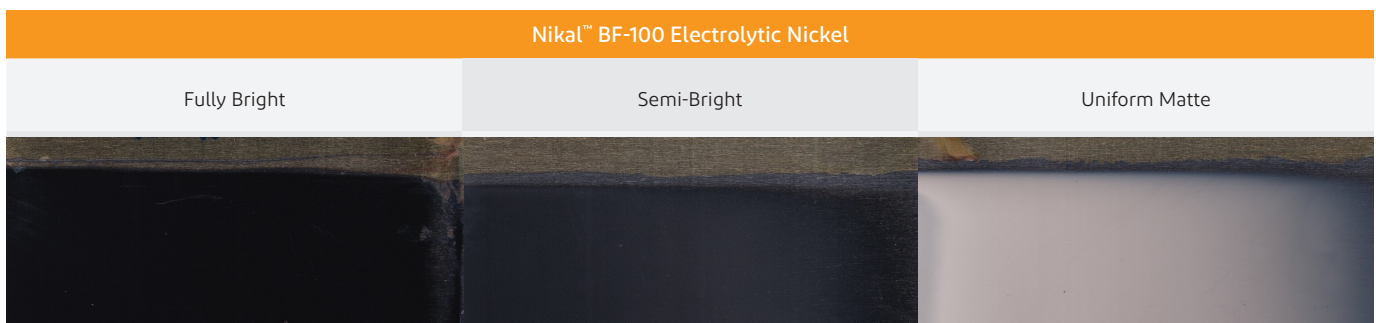 Nikal™ BF-100 Electrolytic Nickel
Fully Bright
Semi-Bright
Uniform Matte